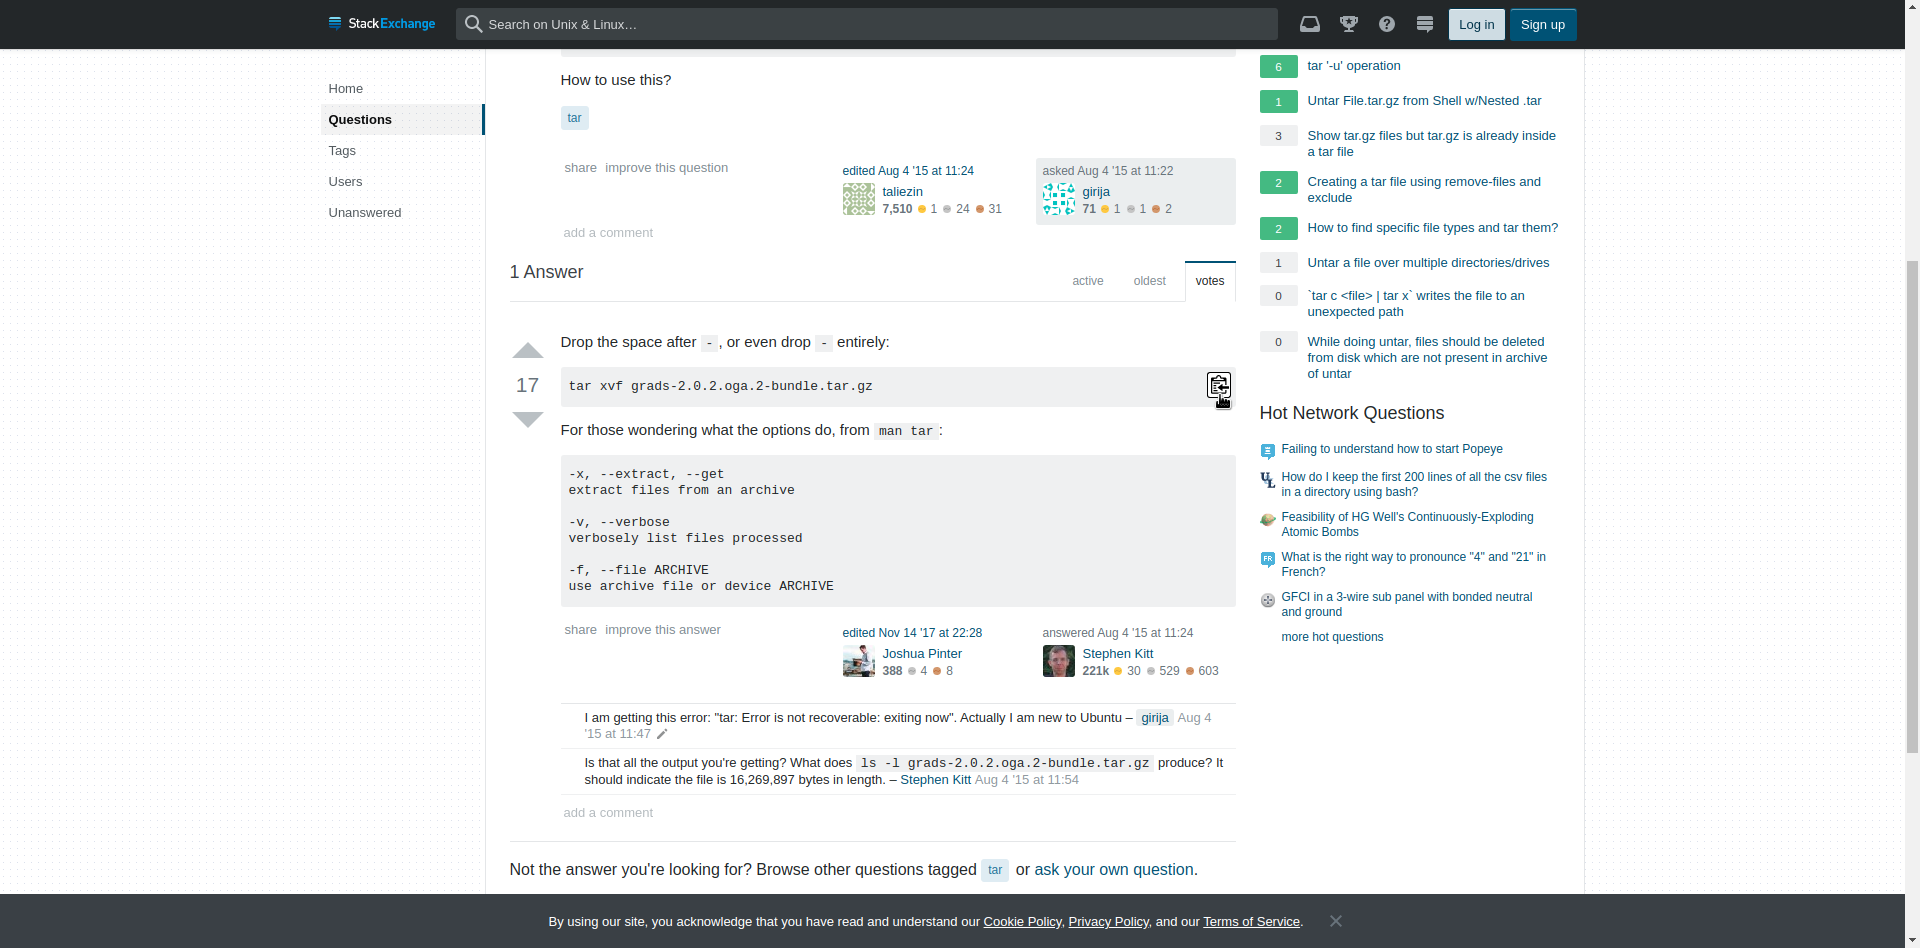 StackExchange
Search on Unix & Linux…
Log in
Sign up
Home
Questions
Tags
Users
Unanswered
How to use this?
tar
share improve this question
edited Aug 4 '15 at 11:24
taliezin
7,510 1 24 31
asked Aug 4 '15 at 11:22
girija
71 1 1 2
add a comment
1 Answer
active
oldest
votes
17
Drop the space after -, or even drop - entirely:
tar xvf grads-2.0.2.oga.2-bundle.tar.gz
For those wondering what the options do, from man tar:
-x, --extract, --get
extract files from an archive
-v, --verbose
verbosely list files processed
-f, --file ARCHIVE
use archive file or device ARCHIVE
share improve this answer
edited Nov 14 '17 at 22:28
Joshua Pinter
388 4 8
answered Aug 4 '15 at 11:24
Stephen Kitt
221k 30 529 603
I am getting this error: "tar: Error is not recoverable: exiting now". Actually I am new to Ubuntu – girija Aug 4
'15 at 11:47
Is that all the output you're getting? What does ls -l grads-2.0.2.oga.2-bundle.tar.gz produce? It
should indicate the file is 16,269,897 bytes in length. – Stephen Kitt Aug 4 '15 at 11:54
add a comment
Not the answer you're looking for? Browse other questions tagged tar or ask your own question.
6 tar '-u' operation
1 Untar File.tar.gz from Shell w/Nested .tar
3 Show tar.gz files but tar.gz is already inside
a tar file
2 Creating a tar file using remove-files and
exclude
2 How to find specific file types and tar them?
1 Untar a file over multiple directories/drives
0 `tar c <file> | tar x` writes the file to an
unexpected path
0 While doing untar, files should be deleted
from disk which are not present in archive
of untar
Hot Network Questions
Failing to understand how to start Popeye
How do I keep the first 200 lines of all the csv files
in a directory using bash?
Feasibility of HG Well's Continuously-Exploding
Atomic Bombs
What is the right way to pronounce "4" and "21" in
French?
GFCI in a 3-wire sub panel with bonded neutral
and ground
more hot questions
By using our site, you acknowledge that you have read and understand our Cookie Policy, Privacy Policy, and our Terms of Service.